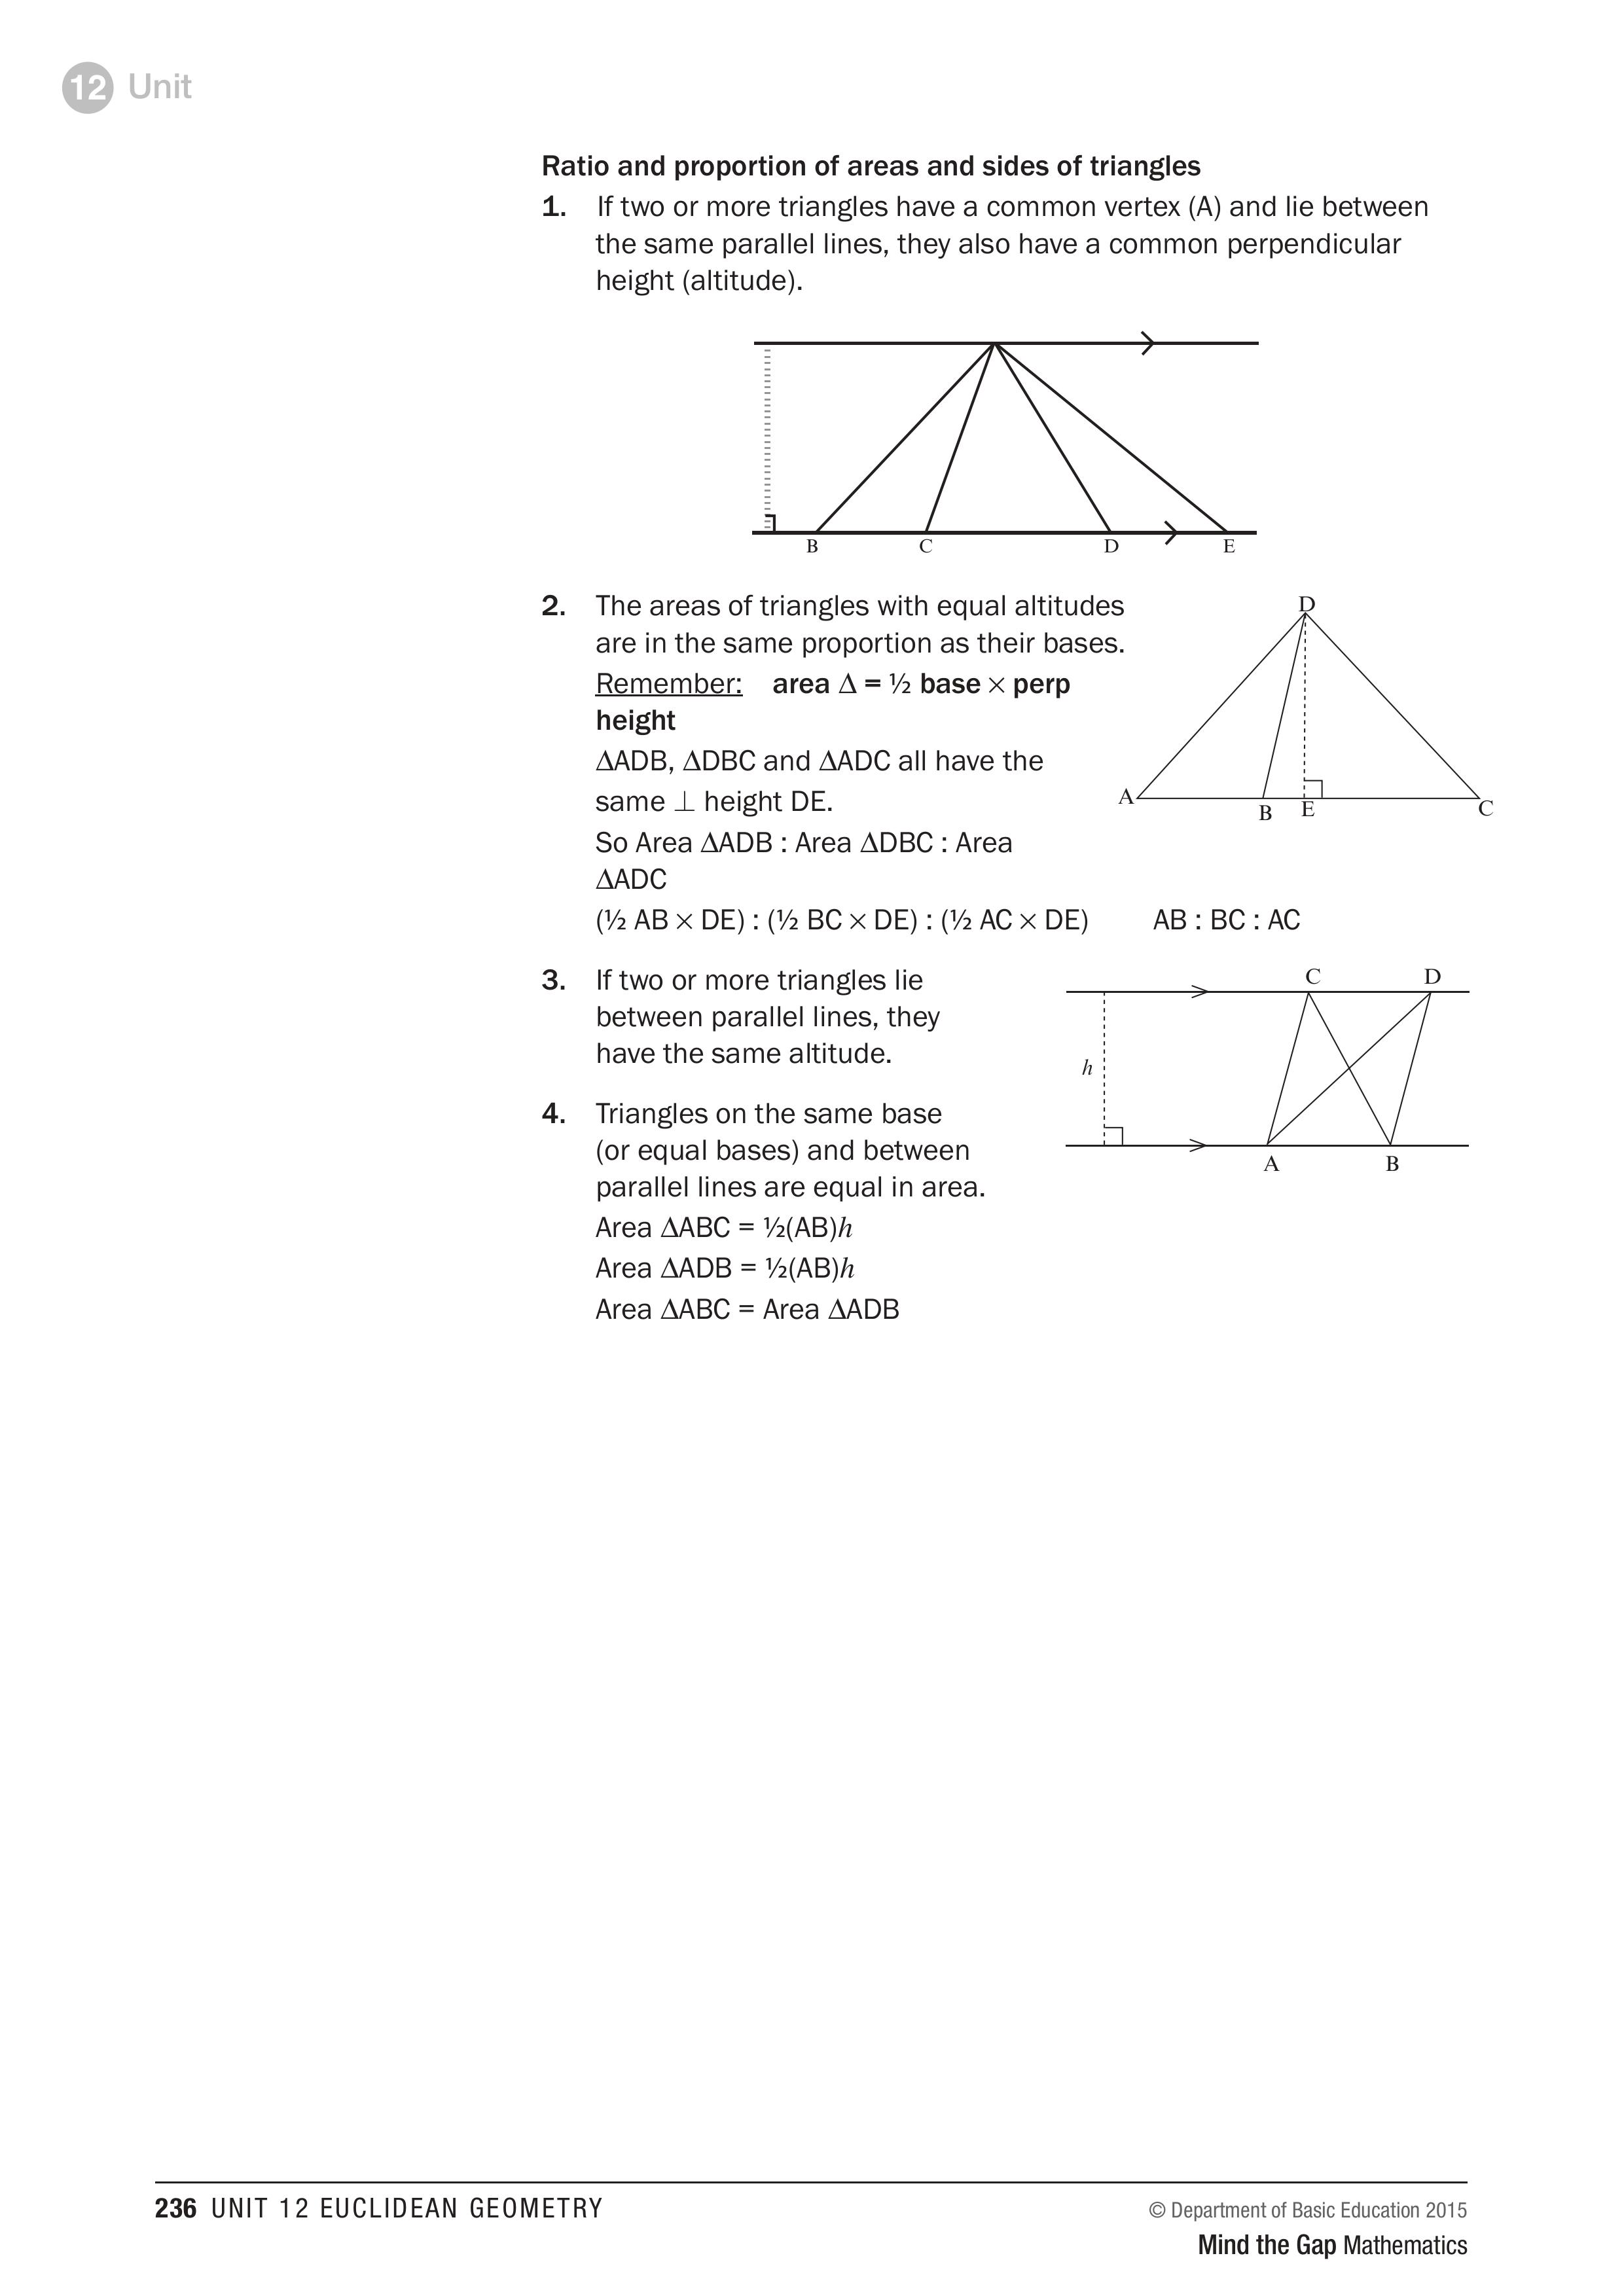 12 Unit
Ratio and proportion of areas and sides of triangles
1. If two or more triangles have a common vertex (A) and lie between
the same parallel lines, they also have a common perpendicular
height (altitude).
B C D E
2. The areas of triangles with equal altitudes
are in the same proportion as their bases.
Remember: area Δ = ½ base × perp
height
ΔADB, ΔDBC and ΔADC all have the
same ⊥ height DE.
So Area ΔADB : Area ΔDBC : Area
ΔADC
(½ AB × DE) : (½ BC × DE) : (½ AC × DE) AB : BC : AC
D
A B E C
3. If two or more triangles lie
between parallel lines, they
have the same altitude.
C D
h
A B
4. Triangles on the same base
(or equal bases) and between
parallel lines are equal in area.
Area ΔABC = ½(AB)h
Area ΔADB = ½(AB)h
Area ΔABC = Area ΔADB
236 UNIT 12 EUCLIDEAN GEOMETRY
© Department of Basic Education 2015
Mind the Gap Mathematics